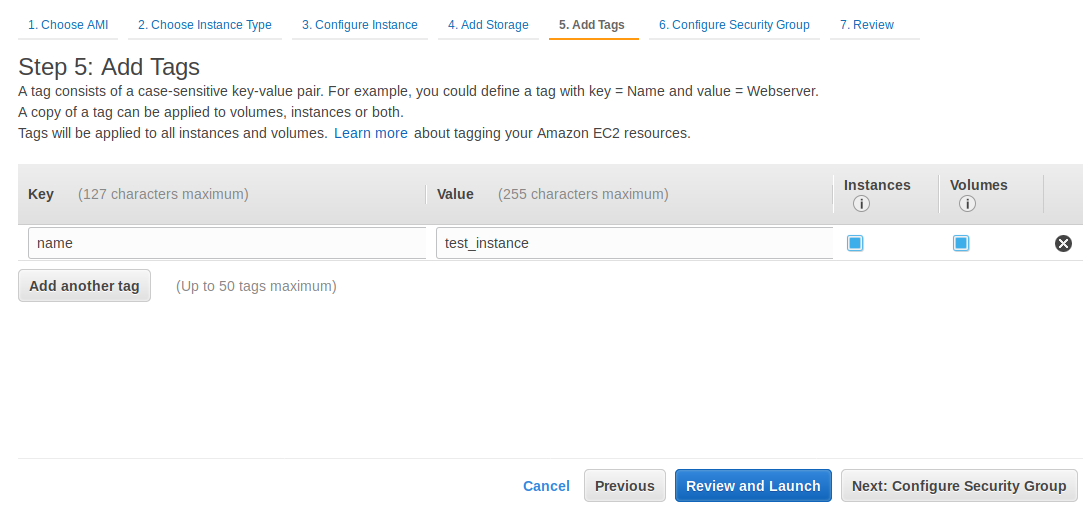 1. Choose AMI 2. Choose Instance Type 3. Configure Instance 4. Add Storage 5. Add Tags 6. Configure Security Group 7. Review
Step 5: Add Tags
A tag consists of a case-sensitive key-value pair. For example, you could define a tag with key = Name and value = Webserver.
A copy of a tag can be applied to volumes, instances or both.
Tags will be applied to all instances and volumes. Learn more about tagging your Amazon EC2 resources.
Key (127 characters maximum) Value (255 characters maximum) Instances Volumes
name test_instance
Add another tag (Up to 50 tags maximum)
Cancel Previous Review and Launch Next: Configure Security Group